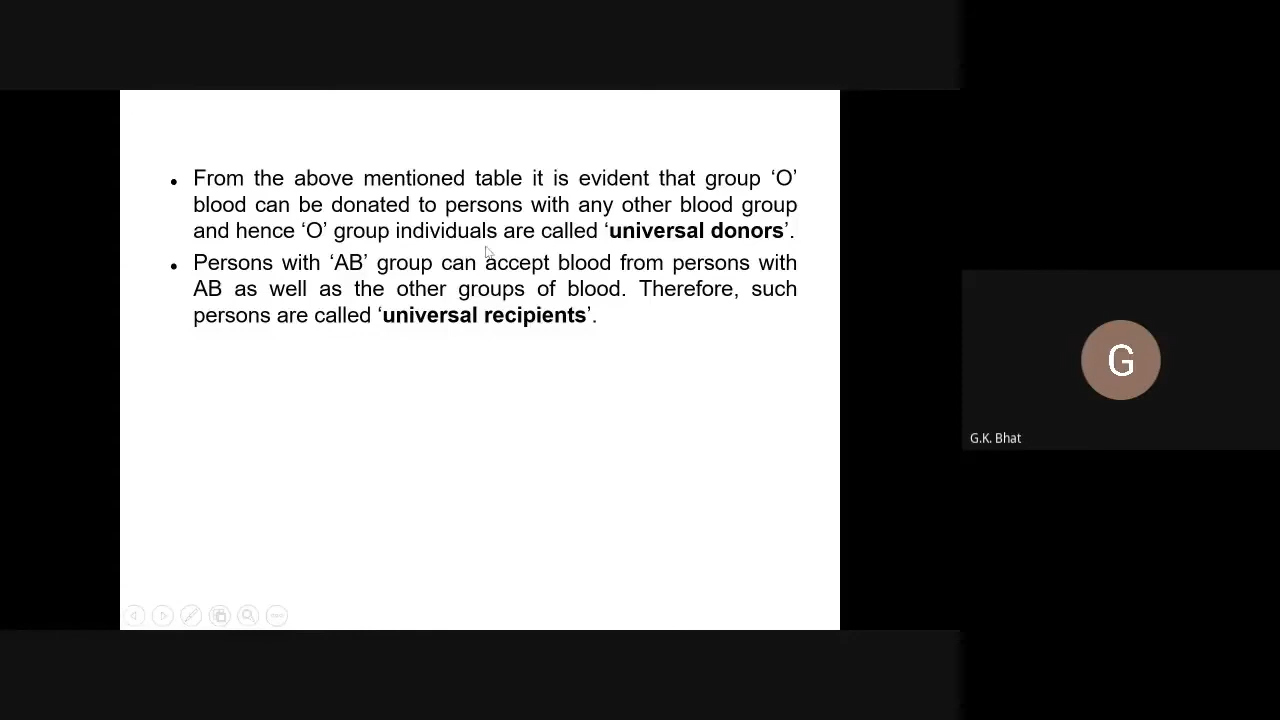 • From the above mentioned table it is evident that group ‘O’
blood can be donated to persons with any other blood group
and hence ‘O’ group individuals are called ‘universal donors’.
• Persons with ‘AB’ group can accept blood from persons with
AB as well as the other groups of blood. Therefore, such
persons are called ‘universal recipients’.
G
G.K. Bhat